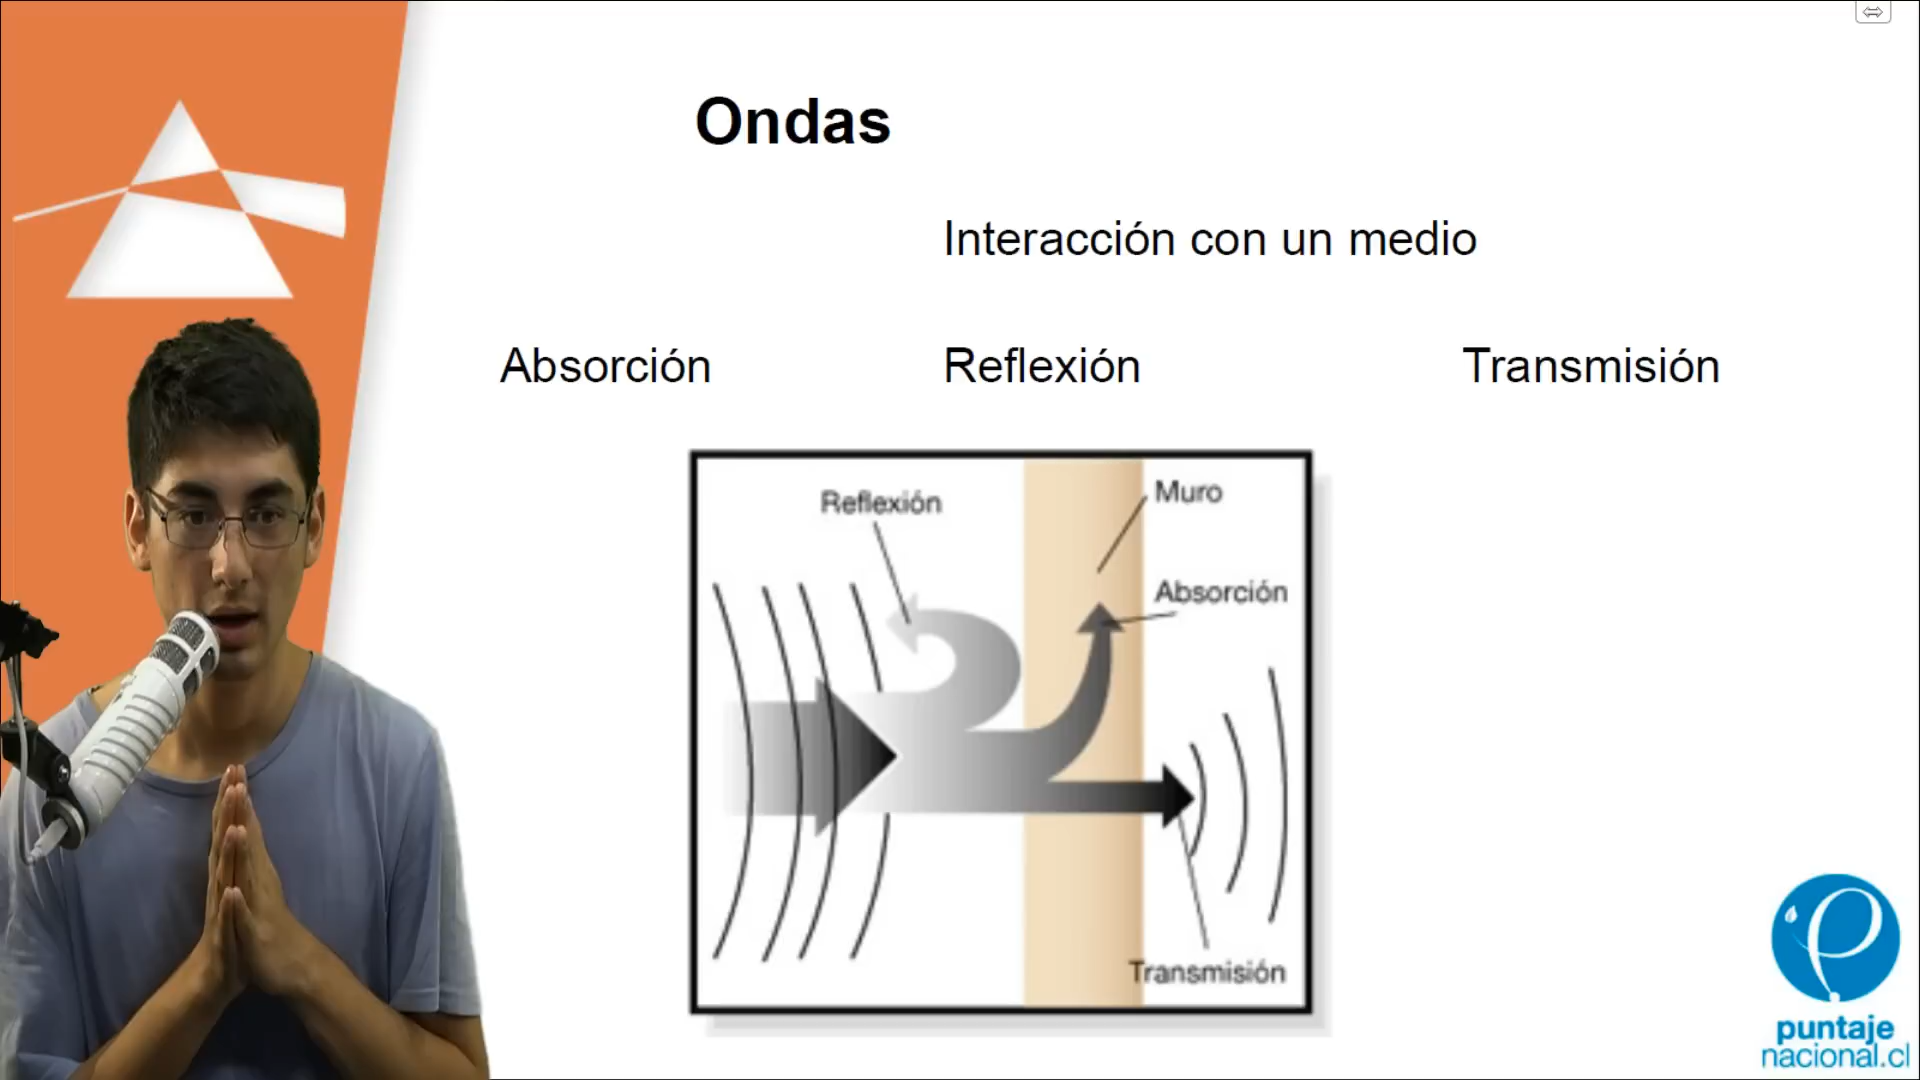 Ondas
Interacción con un medio
Absorción
Reflexión
Transmisión
Reflexión
Muro
Absorción
Transmisión
puntaje
nacional.cl